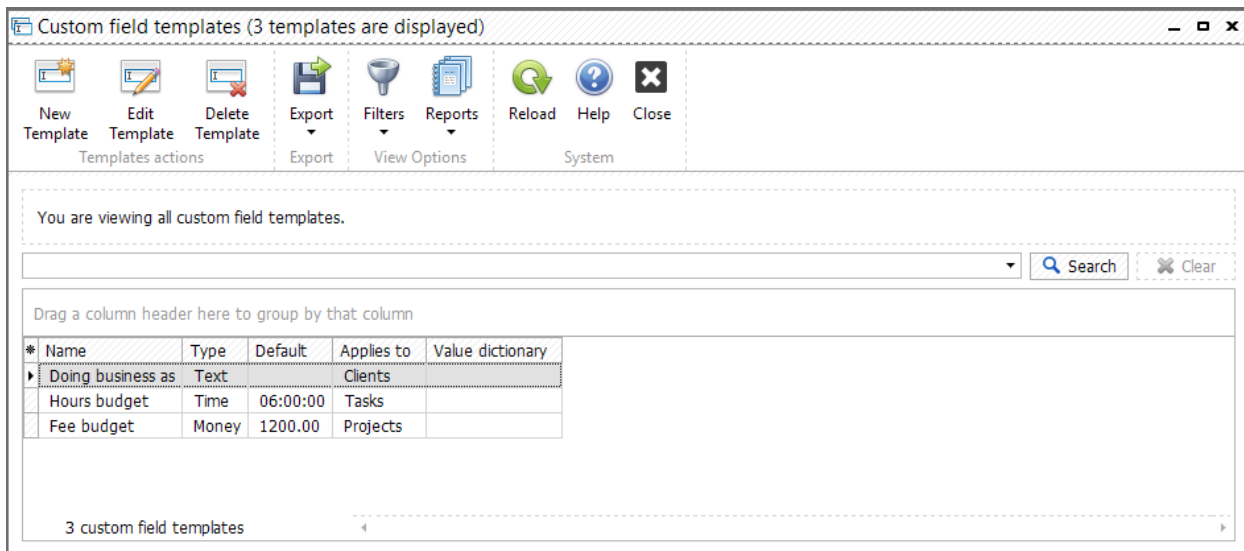 Custom field templates (3 templates are displayed)
New Template Edit Template Delete Template Export Filters Reports Reload Help Close
Templates actions Export View Options System
You are viewing all custom field templates.
Search Clear
Drag a column header here to group by that column
Name Type Default Applies to Value dictionary
Doing business as Text Clients
Hours budget Time 06:00:00 Tasks
Fee budget Money 1200.00 Projects
3 custom field templates